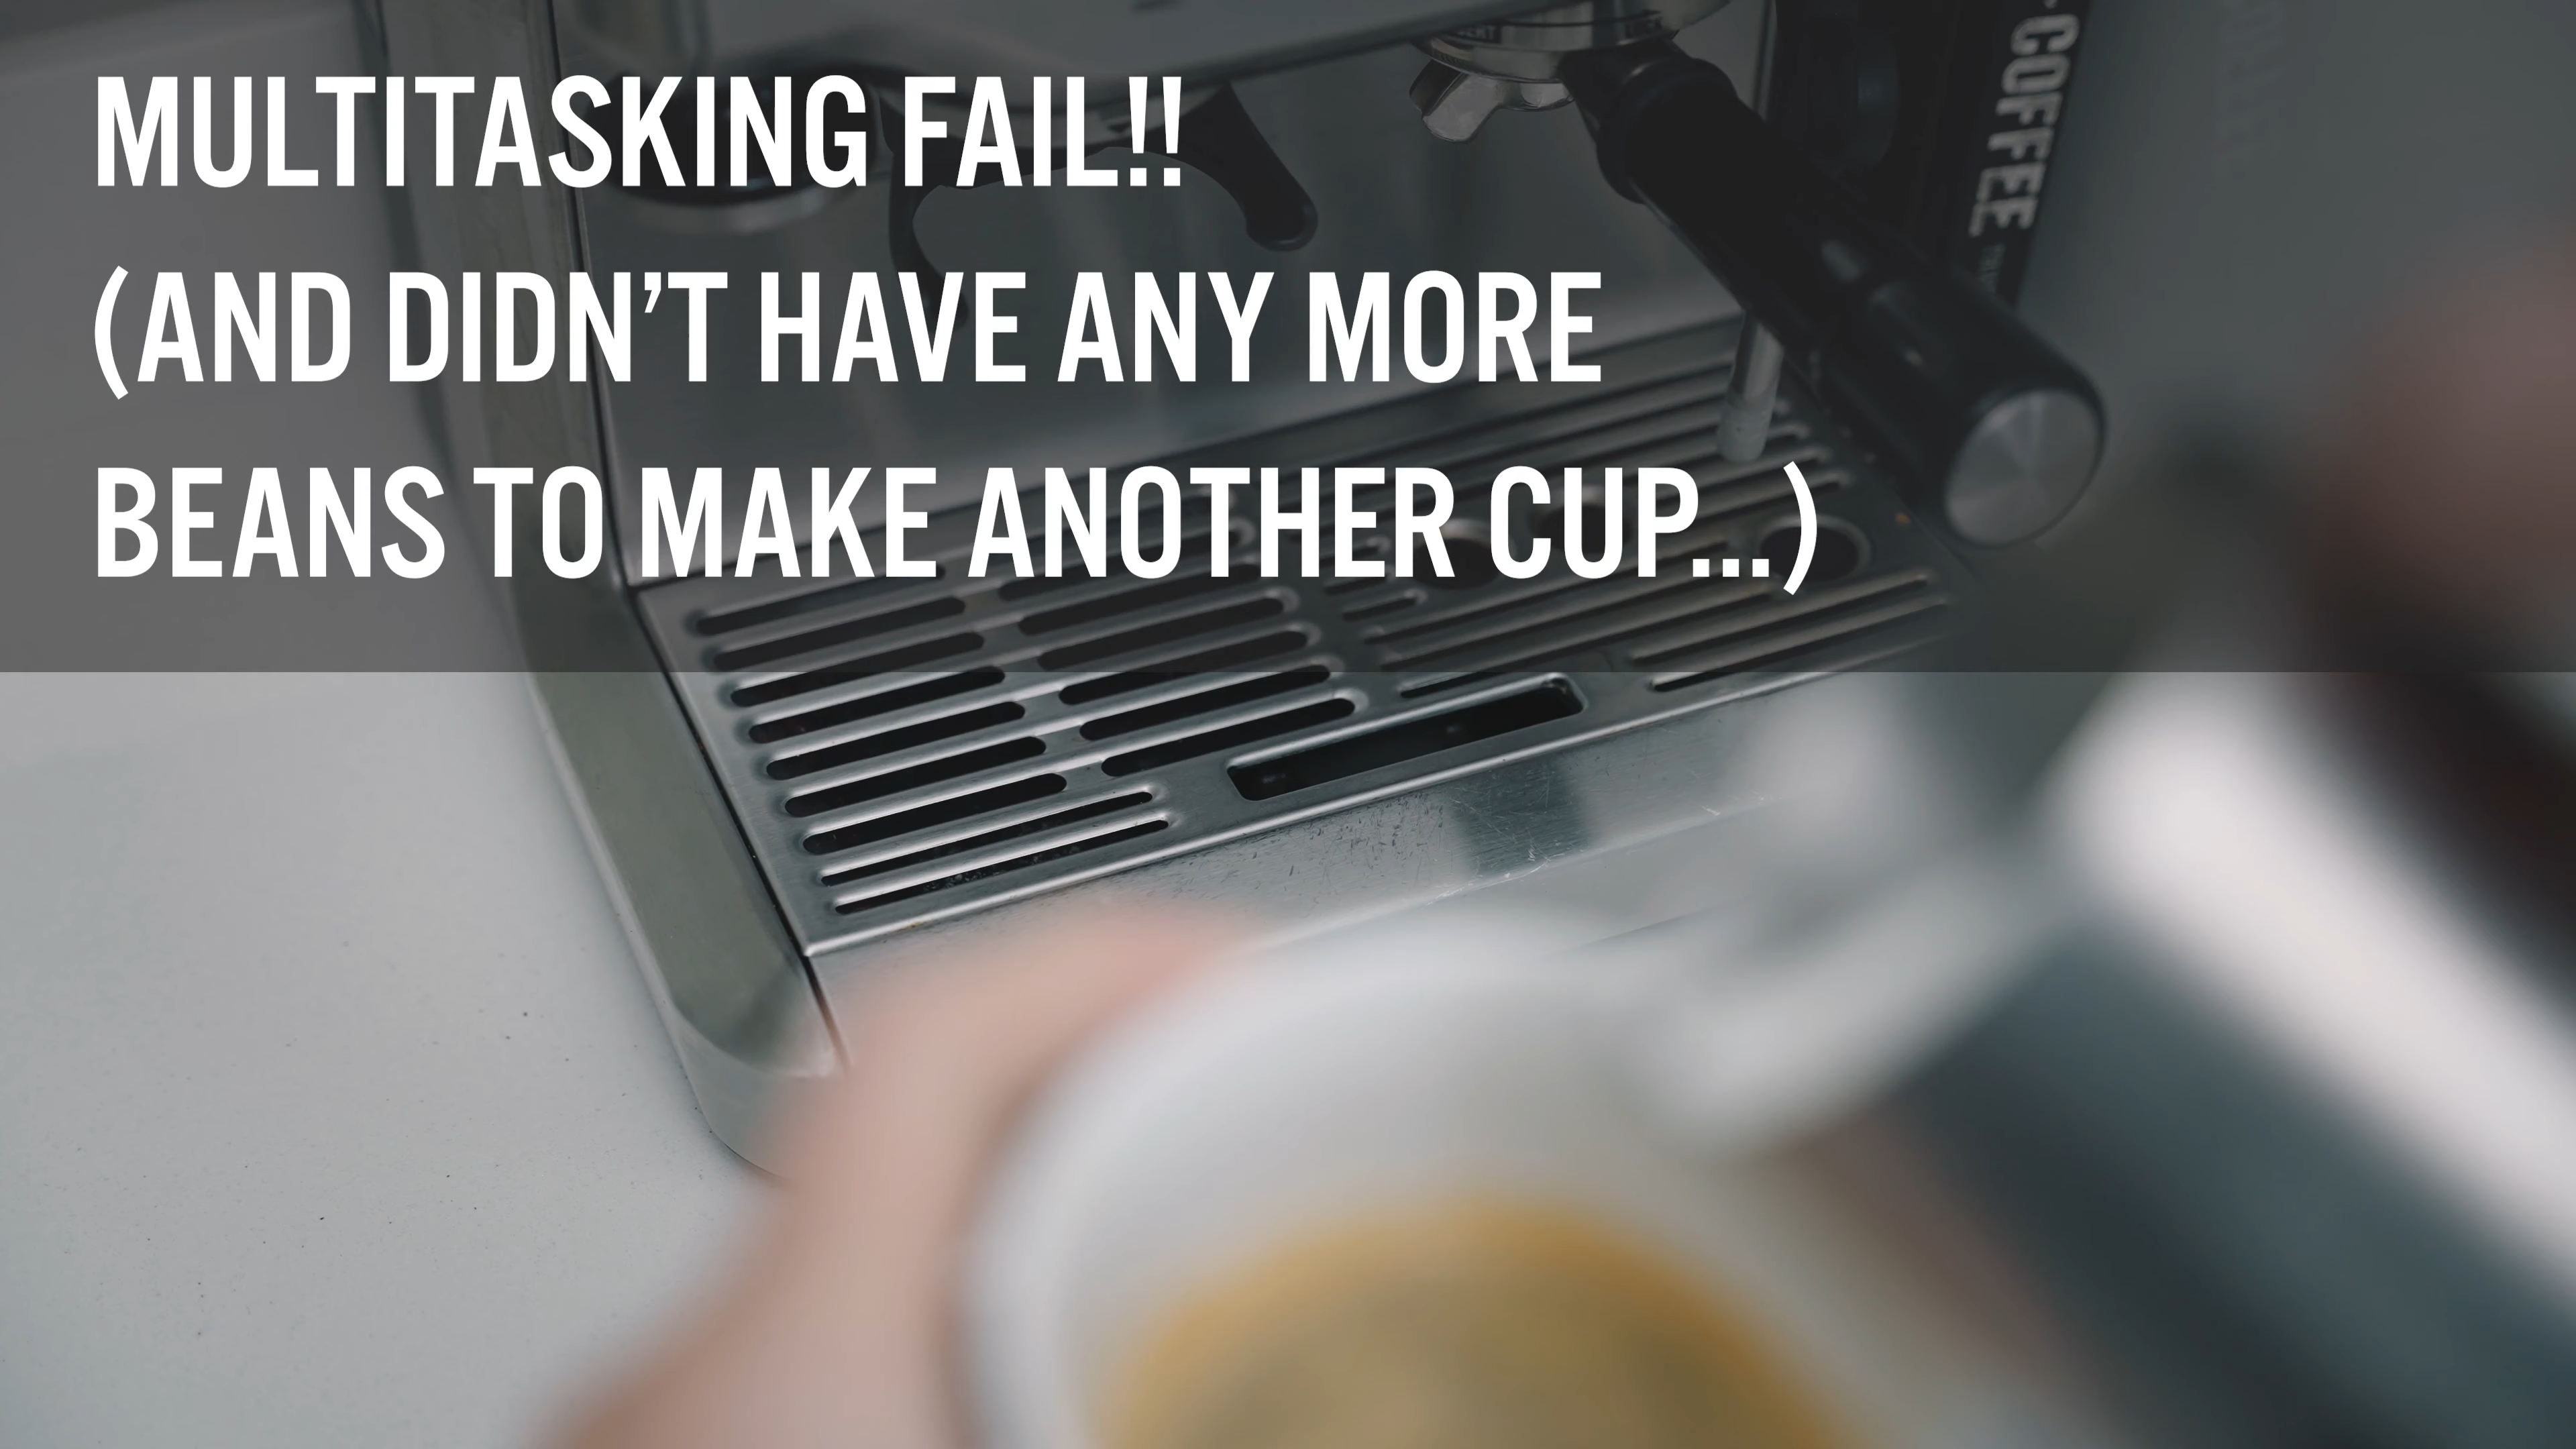 MULTITASKING FAIL!!
(AND DIDN’T HAVE ANY MORE
BEANS TO MAKE ANOTHER CUP...)
COFFEE